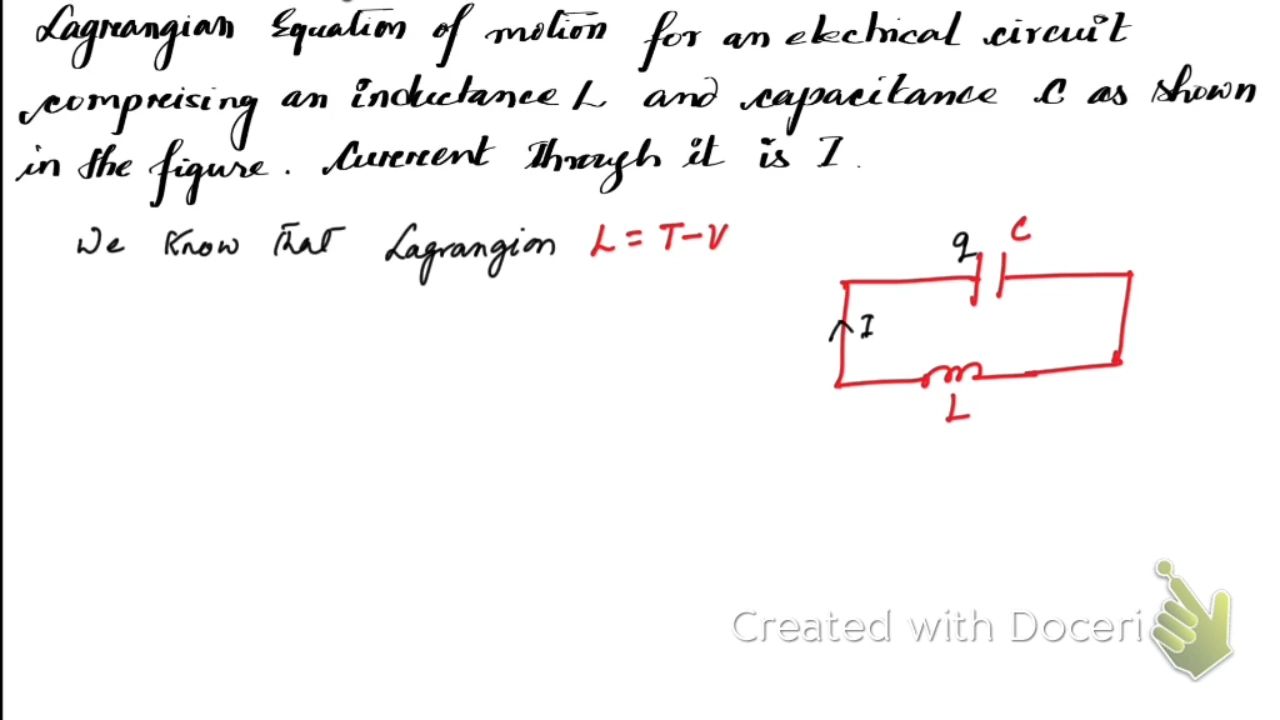 Lagrangian Equation of motion for an electrical circuit
comprising an inductance L and capacitance C as shown
in the figure. Current through it is I.
We know that Lagrangion L = T - V
q C
I
L
Created with Doceri